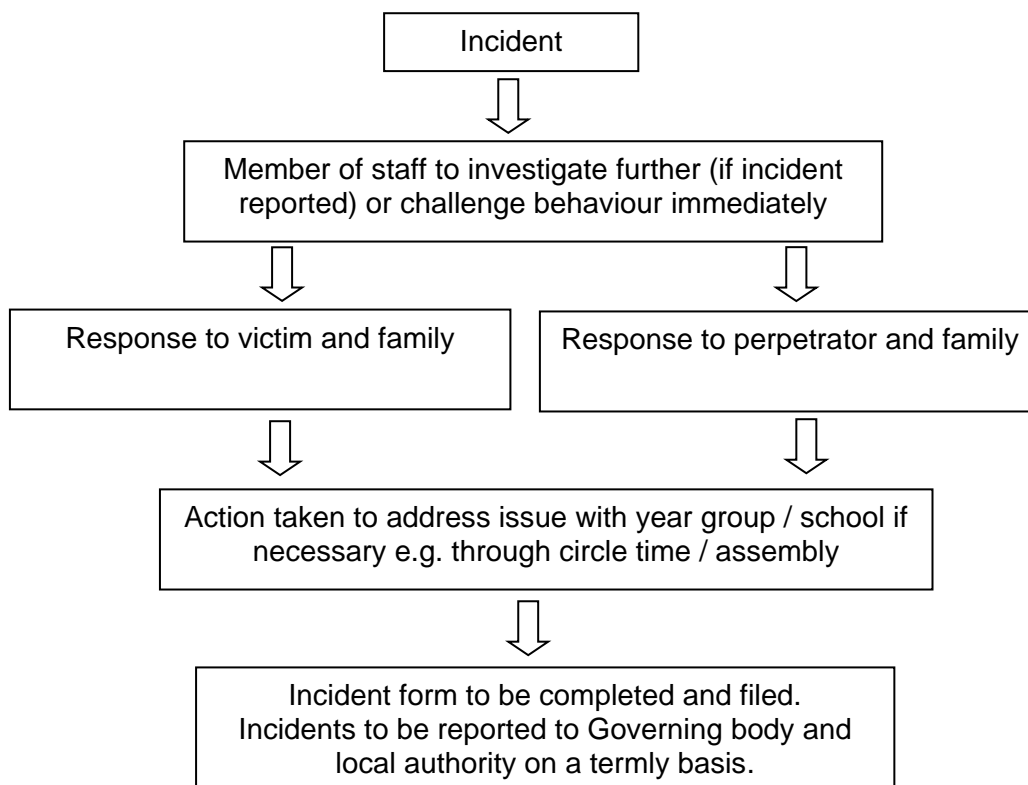 Incident
Member of staff to investigate further (if incident
reported) or challenge behaviour immediately
Response to victim and family
Response to perpetrator and family
Action taken to address issue with year group / school if
necessary e.g. through circle time / assembly
Incident form to be completed and filed.
Incidents to be reported to Governing body and
local authority on a termly basis.